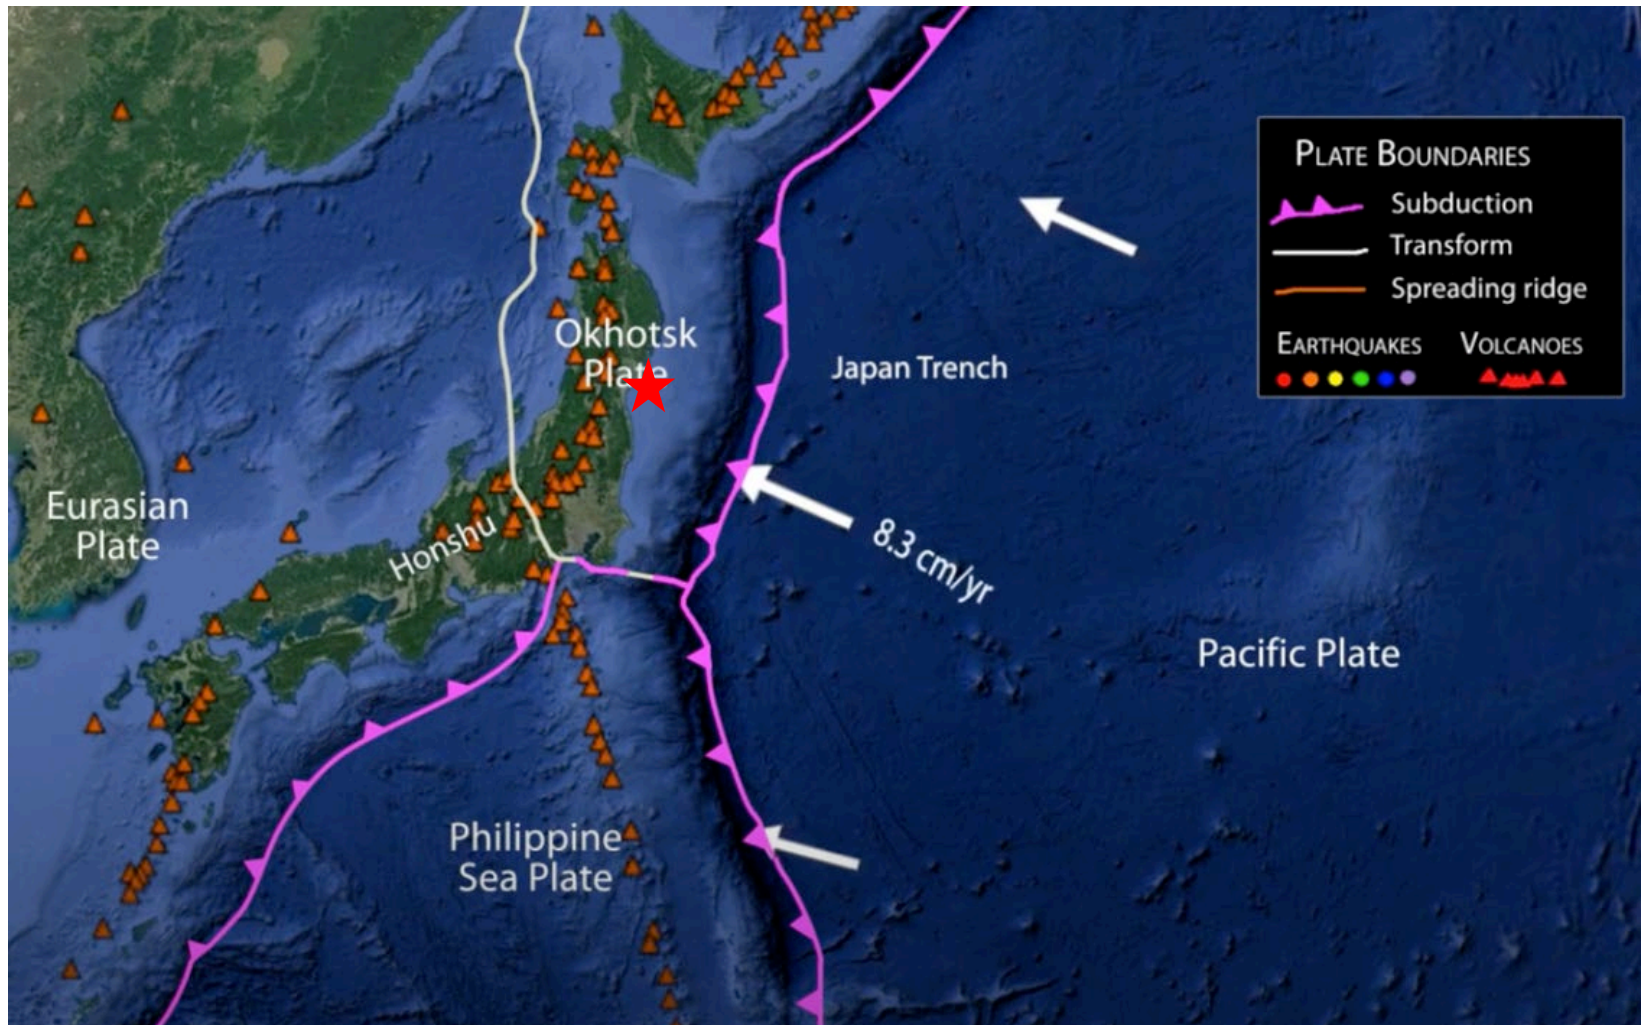 PLATE BOUNDARIES
Subduction
Transform
Spreading ridge
EARTHQUAKES VOLCANOES
Okhotsk
Plate
Japan Trench
Eurasian
Plate
Honshu
8.3 cm/yr
Pacific Plate
Philippine
Sea Plate